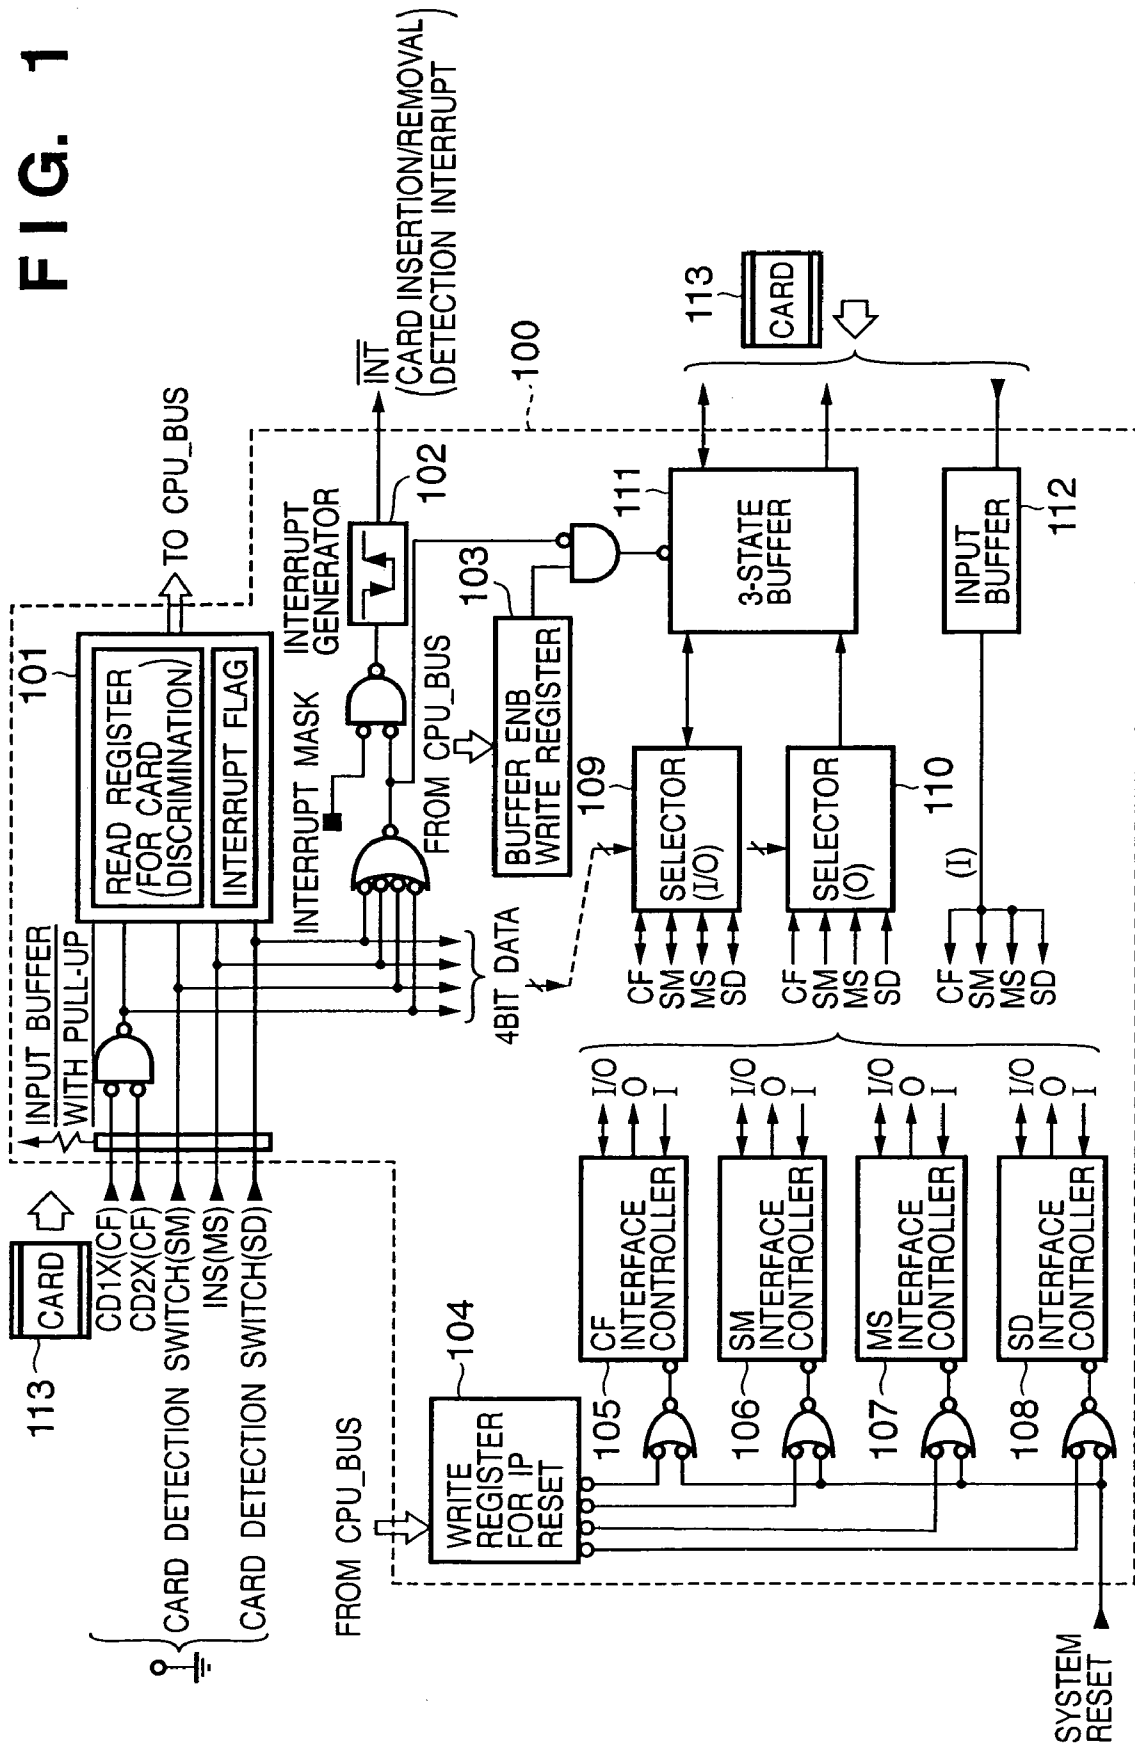 FIG. 1
113
CARD
CD1X(CF)
CD2X(CF)
CARD DETECTION SWITCH(SM)
INS(MS)
CARD DETECTION SWITCH(SD)
INPUT BUFFER
WITH PULL-UP
101
READ REGISTER
(FOR CARD
DISCRIMINATION)
INTERRUPT FLAG
TO CPU_BUS
INTERRUPT MASK
INTERRUPT
GENERATOR
102
INT
(CARD INSERTION/REMOVAL
DETECTION INTERRUPT)
100
4BIT DATA
FROM CPU_BUS
103
BUFFER ENB
WRITE REGISTER
109
SELECTOR
(I/O)
CF
SM
MS
SD
110
SELECTOR
(O)
CF
SM
MS
SD
111
3-STATE
BUFFER
113
CARD
112
INPUT
BUFFER
(I)
CF
SM
MS
SD
FROM CPU_BUS
104
WRITE
REGISTER
FOR IP
RESET
105
CF
INTERFACE
CONTROLLER
I/O
O
I
106
SM
INTERFACE
CONTROLLER
I/O
O
I
107
MS
INTERFACE
CONTROLLER
I/O
O
I
108
SD
INTERFACE
CONTROLLER
I/O
O
I
SYSTEM
RESET